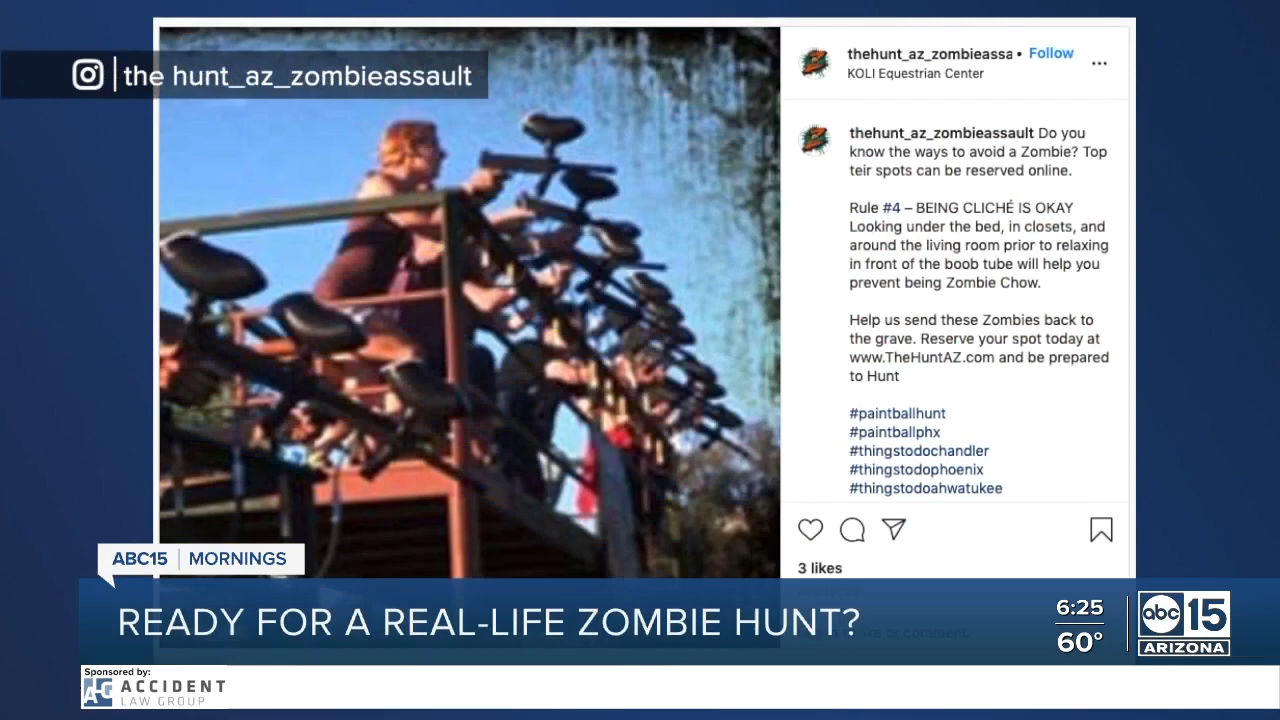 the hunt_az_zombieassault
thehunt_az_zombieassa • Follow
KOLI Equestrian Center
thehunt_az_zombieassault Do you
know the ways to avoid a Zombie? Top
teir spots can be reserved online.
Rule #4 – BEING CLICHÉ IS OKAY
Looking under the bed, in closets, and
around the living room prior to relaxing
in front of the boob tube will help you
prevent being Zombie Chow.
Help us send these Zombies back to
the grave. Reserve your spot today at
www.TheHuntAZ.com and be prepared
to Hunt
#paintballhunt
#paintballphx
#thingstodochandler
#thingstodophoenix
#thingstodoahwatukee
3 likes
ABC15 | MORNINGS
READY FOR A REAL-LIFE ZOMBIE HUNT?
like or comment.
6:25
60°
abc 15
ARIZONA
Sponsored by:
ALG ACCIDENT
LAW GROUP